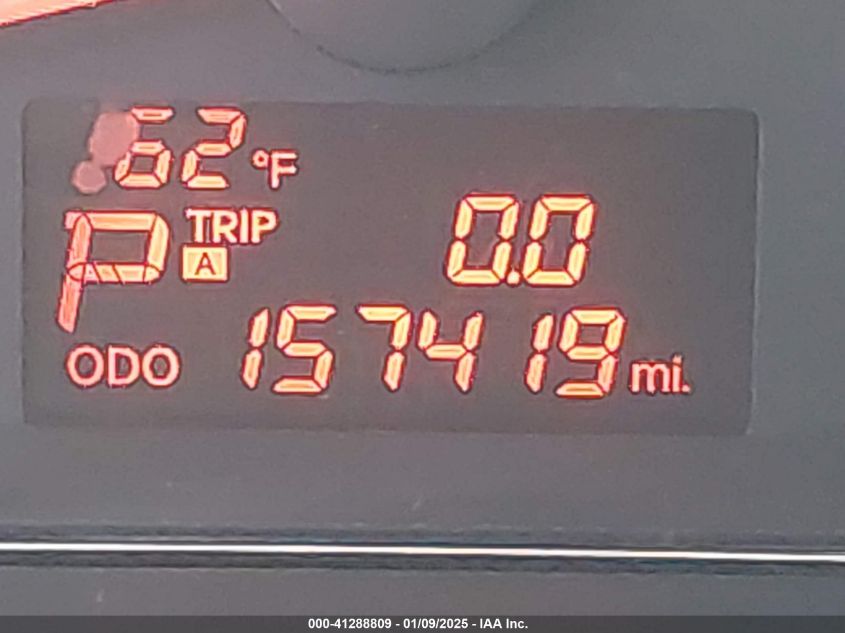 62 °F
P TRIP A 0.0
ODO 157419 mi.
000-41288809 - 01/09/2025 - IAA Inc.